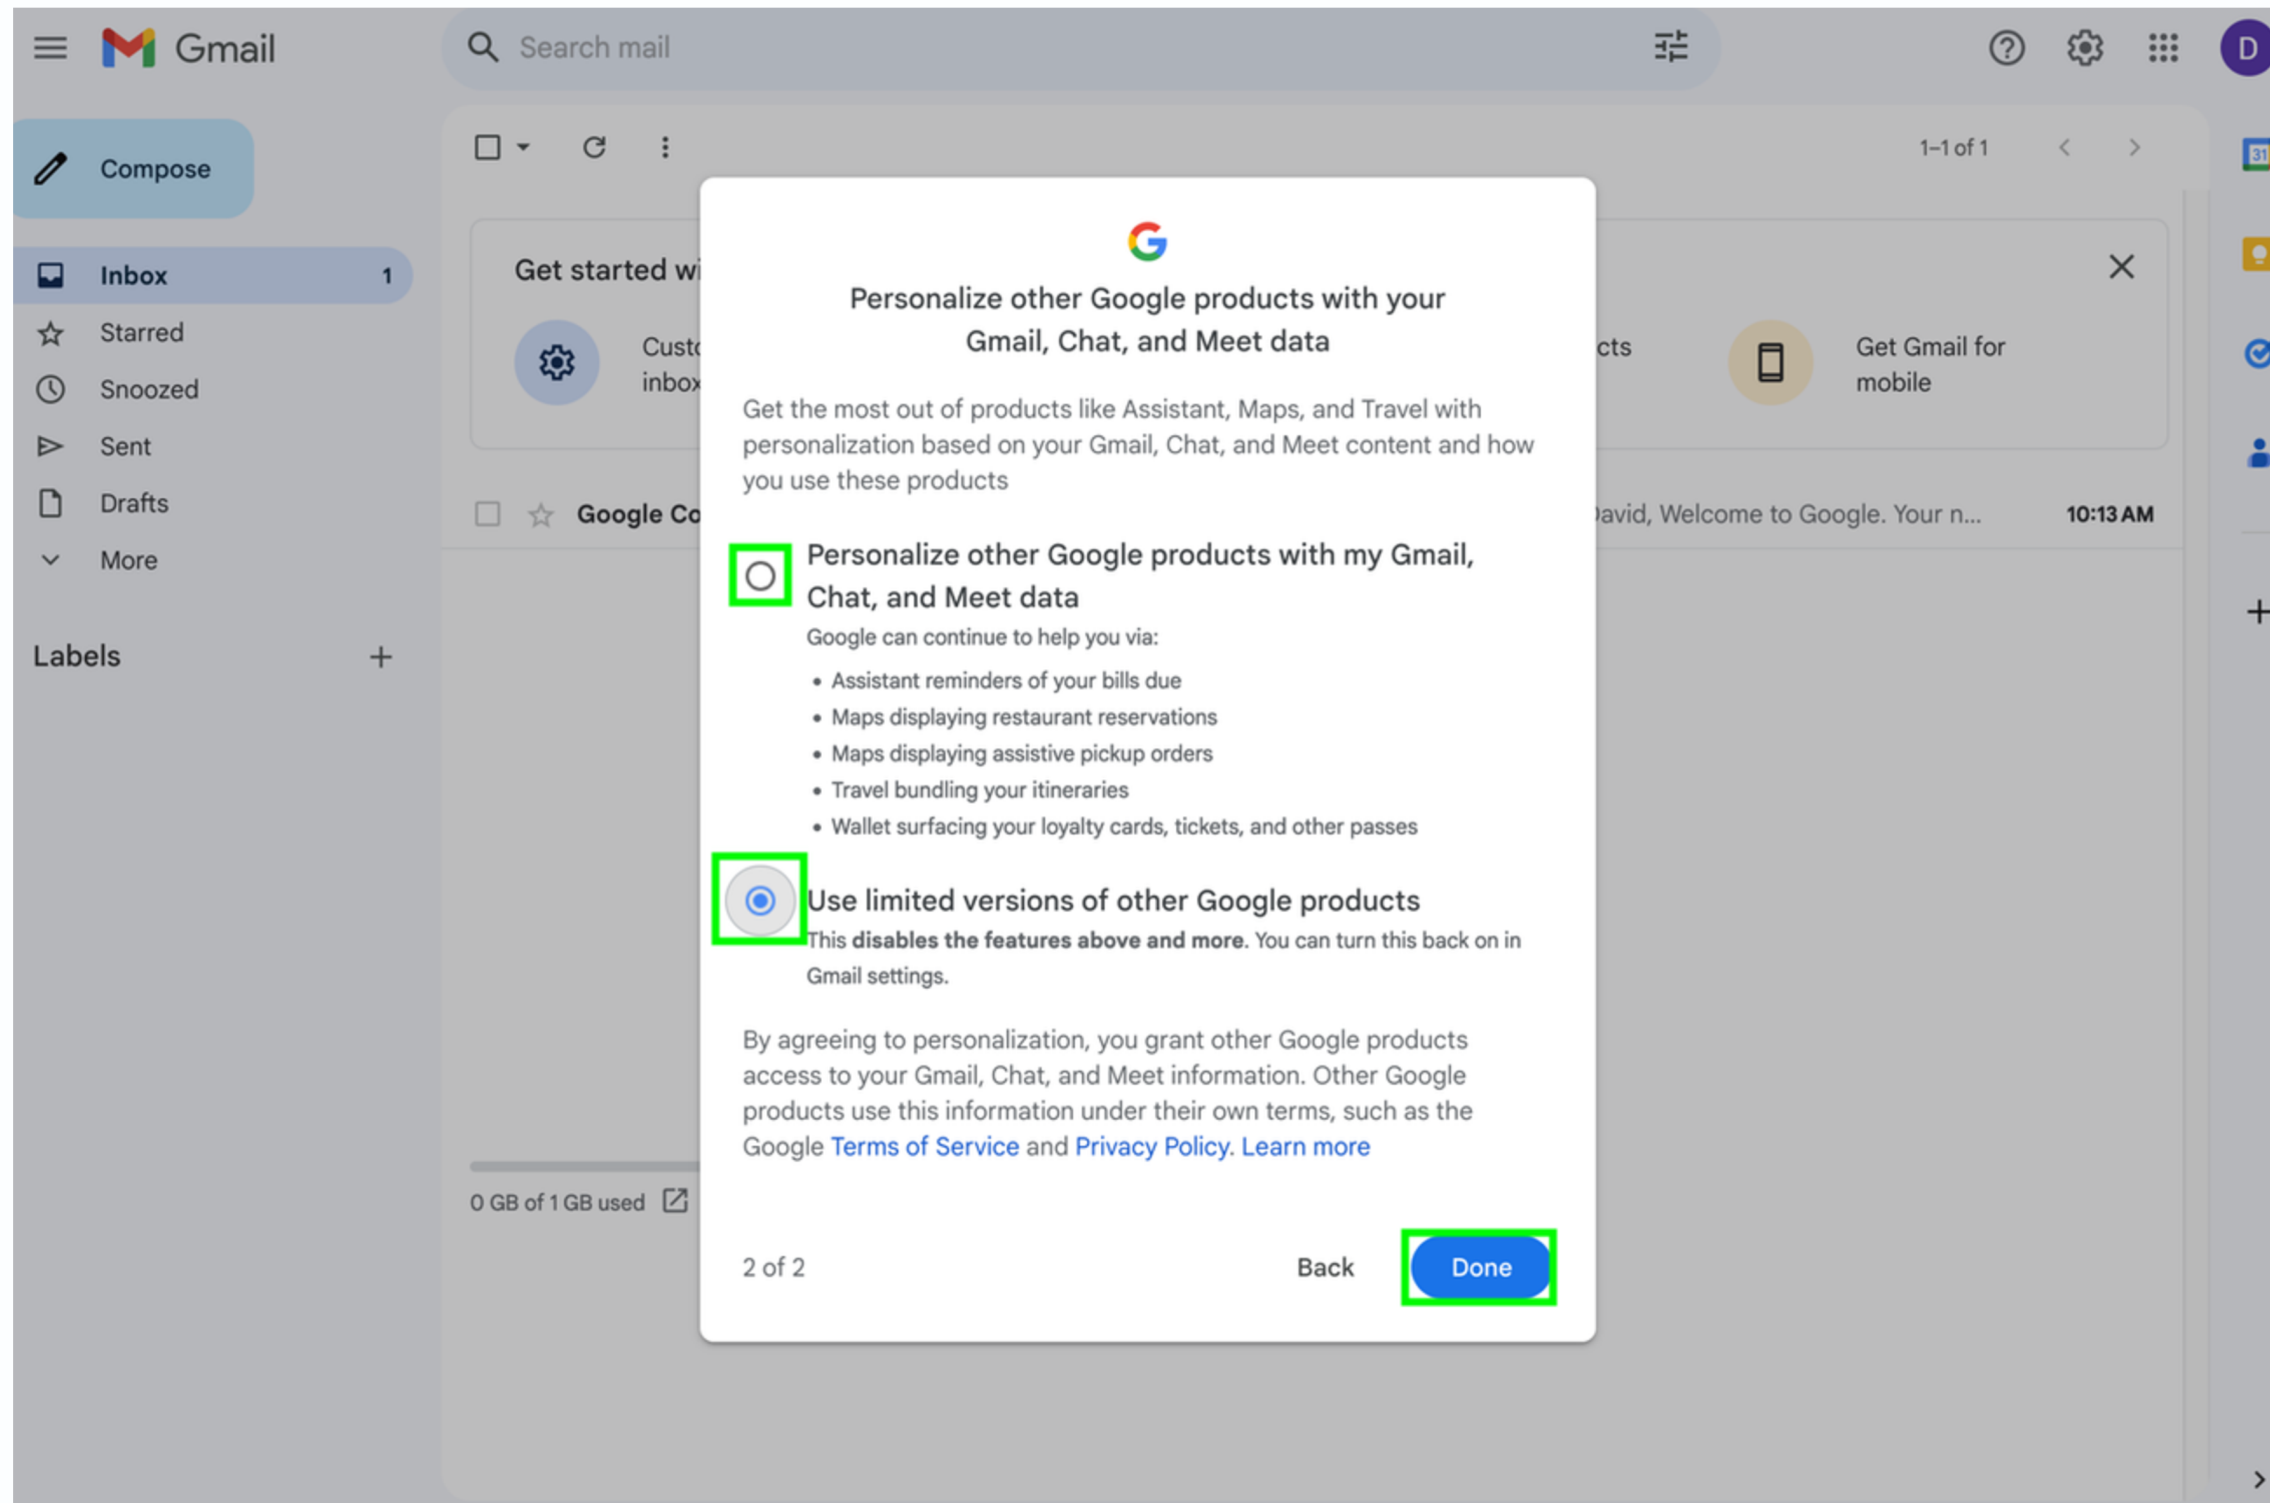 Gmail
Search mail
D
Compose
1–1 of 1
31
Inbox 1
Starred
Snoozed
Sent
Drafts
More
Labels
Get started
inbox
Get Gmail for
mobile
Google
David, Welcome to Google. Your n...
10:13 AM
0 GB of 1 GB used
Personalize other Google products with your
Gmail, Chat, and Meet data
Get the most out of products like Assistant, Maps, and Travel with
personalization based on your Gmail, Chat, and Meet content and how
you use these products
Personalize other Google products with my Gmail,
Chat, and Meet data
Google can continue to help you via:
• Assistant reminders of your bills due
• Maps displaying restaurant reservations
• Maps displaying assistive pickup orders
• Travel bundling your itineraries
• Wallet surfacing your loyalty cards, tickets, and other passes
Use limited versions of other Google products
This disables the features above and more. You can turn this back on in
Gmail settings.
By agreeing to personalization, you grant other Google products
access to your Gmail, Chat, and Meet information. Other Google
products use this information under their own terms, such as the
Google Terms of Service and Privacy Policy. Learn more
2 of 2
Back
Done